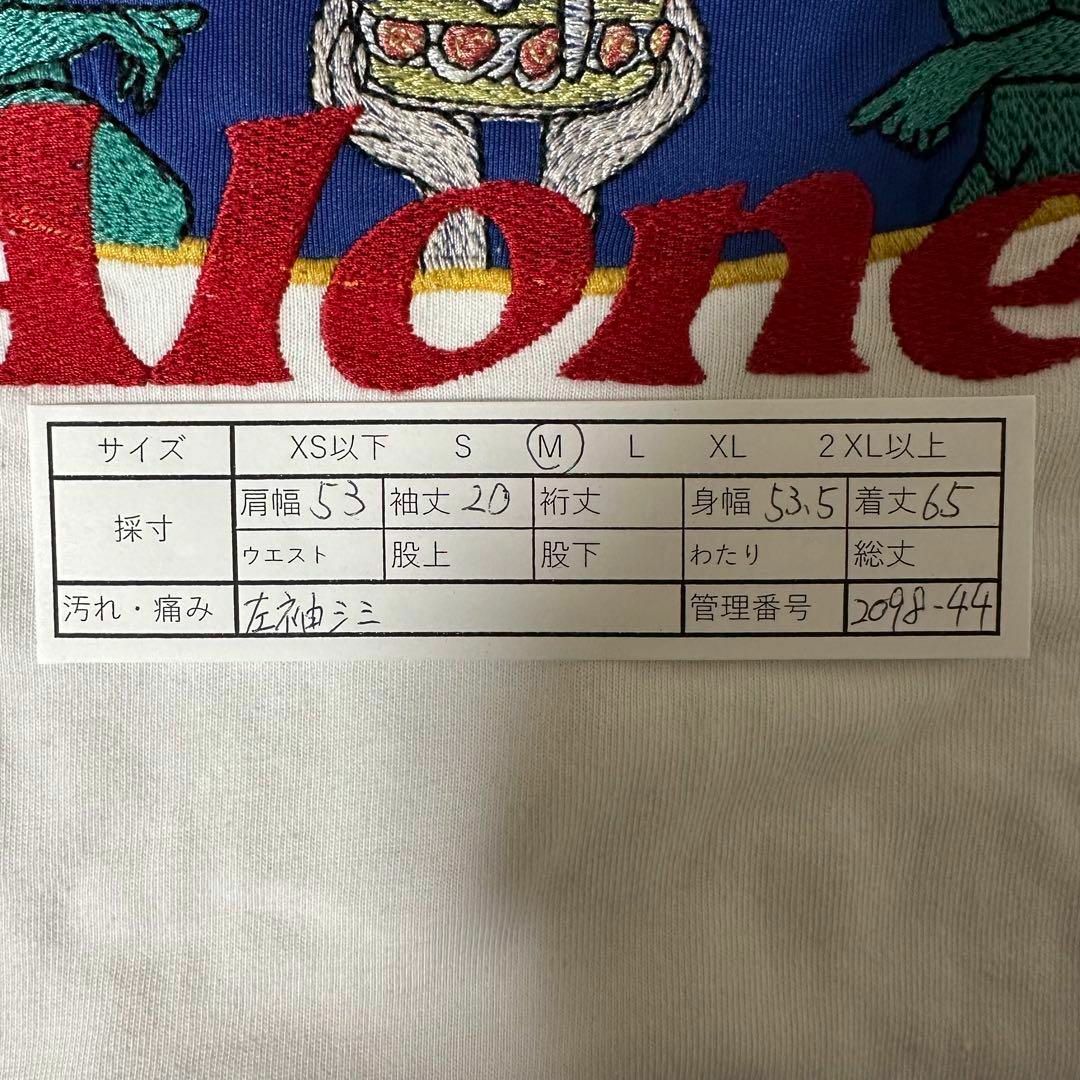 Alone
サイズ XS以下 S M L XL 2XL以上
採寸 肩幅 53 袖丈 20 裄丈 身幅 53.5 着丈 65
ウエスト 股上 股下 わたり 総丈
汚れ・痛み 左袖シミ 管理番号 2098-44